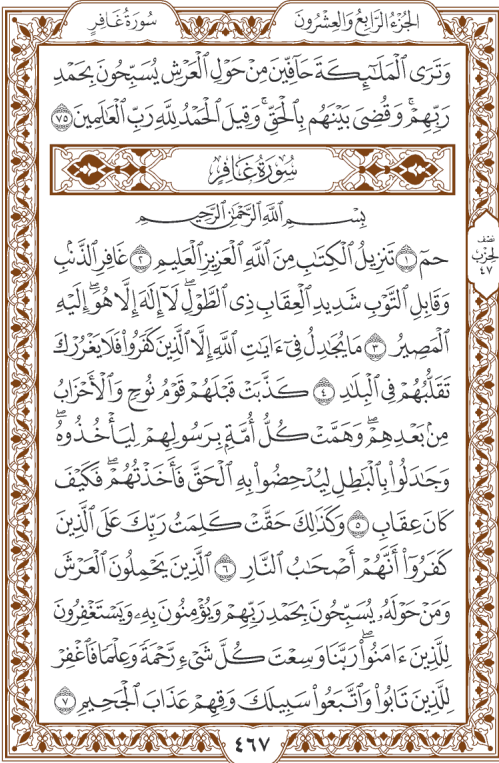 سُورَةُ غَافِرٍ
الجُزْءُ الرَّابِعُ وَالعِشْرُونَ
وَتَرَى ٱلْمَلَٰٓئِكَةَ حَآفِّينَ مِنْ حَوْلِ ٱلْعَرْشِ يُسَبِّحُونَ بِحَمْدِ
رَبِّهِمْۚ وَقُضِىَ بَيْنَهُم بِٱلْحَقِّۚ وَقِيلَ ٱلْحَمْدُ لِلَّهِ رَبِّ ٱلْعَٰلَمِينَ ٧٥
سُورَةُ غَافِرٍ
بِسْمِ ٱللَّهِ ٱلرَّحْمَٰنِ ٱلرَّحِيمِ
حمٓ ١ تَنزِيلُ ٱلْكِتَٰبِ مِنَ ٱللَّهِ ٱلْعَزِيزِ ٱلْعَلِيمِ ٢ غَافِرِ ٱلذَّنۢبِ
وَقَابِلِ ٱلتَّوْبِ شَدِيدِ ٱلْعِقَابِ ذِى ٱلطَّوْلِۖ لَآ إِلَٰهَ إِلَّا هُوَۖ إِلَيْهِ
ٱلْمَصِيرُ ٣ مَا يُجَٰدِلُ فِىٓ ءَايَٰتِ ٱللَّهِ إِلَّا ٱلَّذِينَ كَفَرُوا۟ فَلَا يَغْرُرْكَ
تَقَلُّبُهُمْ فِى ٱلْبِلَٰدِ ٤ كَذَّبَتْ قَبْلَهُمْ قَوْمُ نُوحٍ وَٱلْأَحْزَابُ
مِنۢ بَعْدِهِمْۖ وَهَمَّتْ كُلُّ أُمَّةٍۭ بِرَسُولِهِمْ لِيَأْخُذُوهُۖ
وَجَٰدَلُوا۟ بِٱلْبَٰطِلِ لِيُدْحِضُوا۟ بِهِ ٱلْحَقَّ فَأَخَذْتُهُمْۖ فَكَيْفَ
كَانَ عِقَابِ ٥ وَكَذَٰلِكَ حَقَّتْ كَلِمَتُ رَبِّكَ عَلَى ٱلَّذِينَ
كَفَرُوٓا۟ أَنَّهُمْ أَصْحَٰبُ ٱلنَّارِ ٦ ٱلَّذِينَ يَحْمِلُونَ ٱلْعَرْشَ
وَمَنْ حَوْلَهُۥ يُسَبِّحُونَ بِحَمْدِ رَبِّهِمْ وَيُؤْمِنُونَ بِهِۦ وَيَسْتَغْفِرُونَ
لِلَّذِينَ ءَامَنُوا۟ۖ رَبَّنَا وَسِعْتَ كُلَّ شَىْءٍ رَّحْمَةً وَعِلْمًا فَٱغْفِرْ
لِلَّذِينَ تَابُوا۟ وَٱتَّبَعُوا۟ سَبِيلَكَ وَقِهِمْ عَذَابَ ٱلْجَحِيمِ ٧
نصف
الحزب
٤٧
٤٦٧